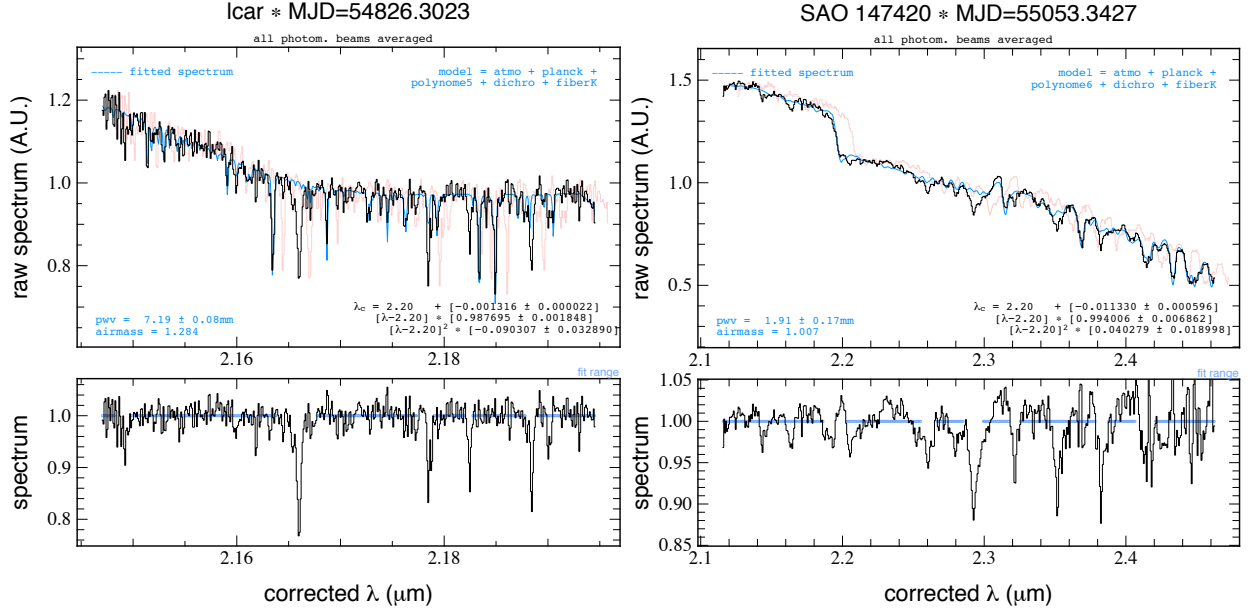 lcar * MJD=54826.3023
all photom. beams averaged
----- fitted spectrum
model = atmo + planck +
polynome5 + dichro + fiberK
raw spectrum (A.U.)
1.2
1.0
0.8
λc = 2.20 + [-0.001316 ± 0.000022]
[λ-2.20] * [0.987695 ± 0.001848]
[λ-2.20]² * [-0.090307 ± 0.032890]
pwv = 7.19 ± 0.08mm
airmass = 1.284
2.16
2.18
fit range
spectrum
1.0
0.9
0.8
2.16
2.18
corrected λ (μm)
SAO 147420 * MJD=55053.3427
all photom. beams averaged
----- fitted spectrum
model = atmo + planck +
polynome6 + dichro + fiberK
raw spectrum (A.U.)
1.5
1.0
0.5
λc = 2.20 + [-0.011330 ± 0.000596]
[λ-2.20] * [0.994006 ± 0.006862]
[λ-2.20]² * [0.040279 ± 0.018998]
pwv = 1.91 ± 0.17mm
airmass = 1.007
2.1
2.2
2.3
2.4
fit range
spectrum
1.05
1.00
0.95
0.90
0.85
2.1
2.2
2.3
2.4
corrected λ (μm)